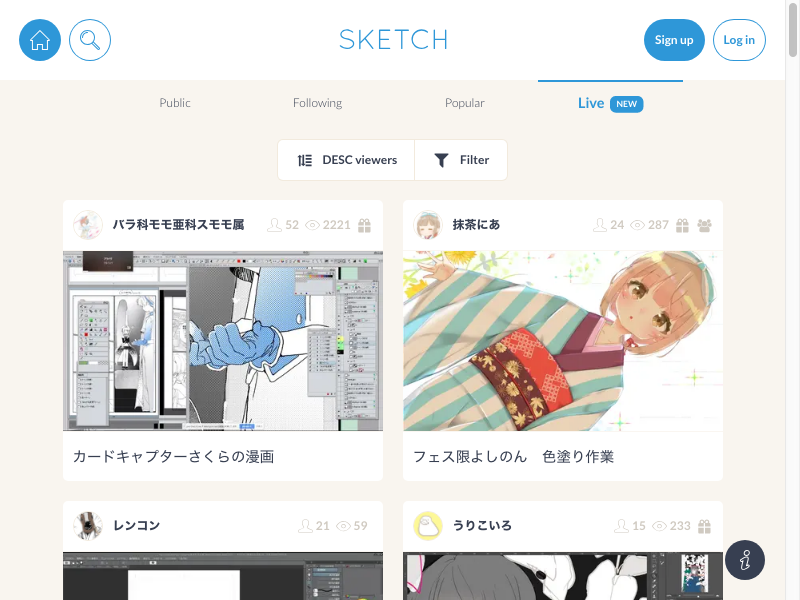 SKETCH
Sign up
Log in
Public
Following
Popular
Live NEW
DESC viewers
Filter
バラ科モモ亜科スモモ属
52
2221
抹茶にあ
24
287
カードキャプターさくらの漫画
フェス限よしのん 色塗り作業
レンコン
21
59
うりこいろ
15
233